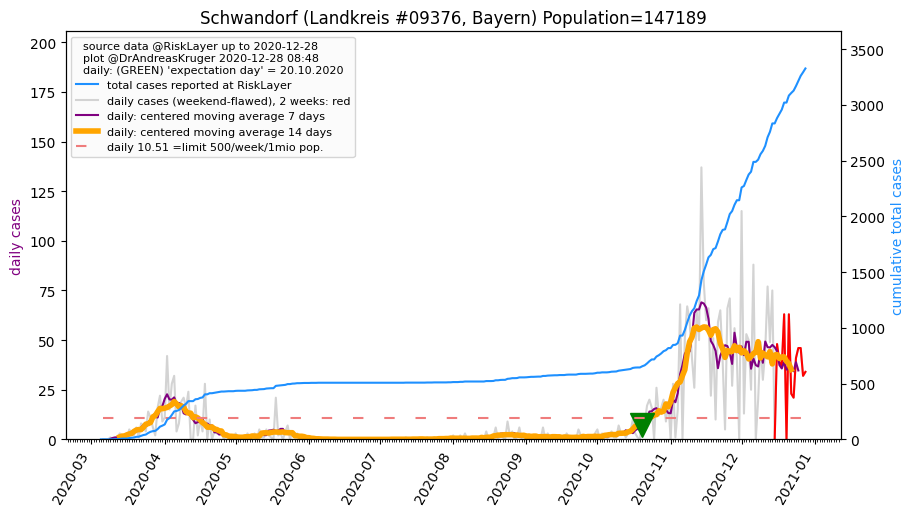 Schwandorf (Landkreis #09376, Bayern) Population=147189
source data @RiskLayer up to 2020-12-28
plot @DrAndreasKruger 2020-12-28 08:48
daily: (GREEN) 'expectation day' = 20.10.2020
total cases reported at RiskLayer
daily cases (weekend-flawed), 2 weeks: red
daily: centered moving average 7 days
daily: centered moving average 14 days
daily 10.51 =limit 500/week/1mio pop.
daily cases
200
175
150
125
100
75
50
25
0
cumulative total cases
3500
3000
2500
2000
1500
1000
500
0
2020-03
2020-04
2020-05
2020-06
2020-07
2020-08
2020-09
2020-10
2020-11
2020-12
2021-01